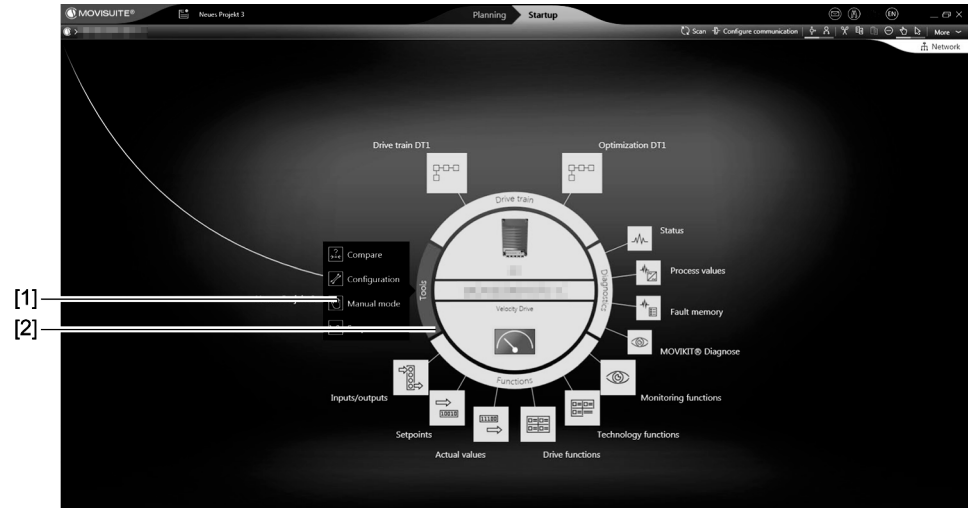 MOVISUITE® Neues Projekt 3 Planning Startup EN
Scan Configure communication More
Network
Drive train DT1 Optimization DT1
Drive train
Status
Compare
Configuration
Process values
[1] Manual mode
Tools
Diagnostics
[2]
Velocity Drive
Fault memory
MOVIKIT® Diagnose
Functions
Inputs/outputs
10010
11100
Monitoring functions
Setpoints
Technology functions
Actual values
Drive functions